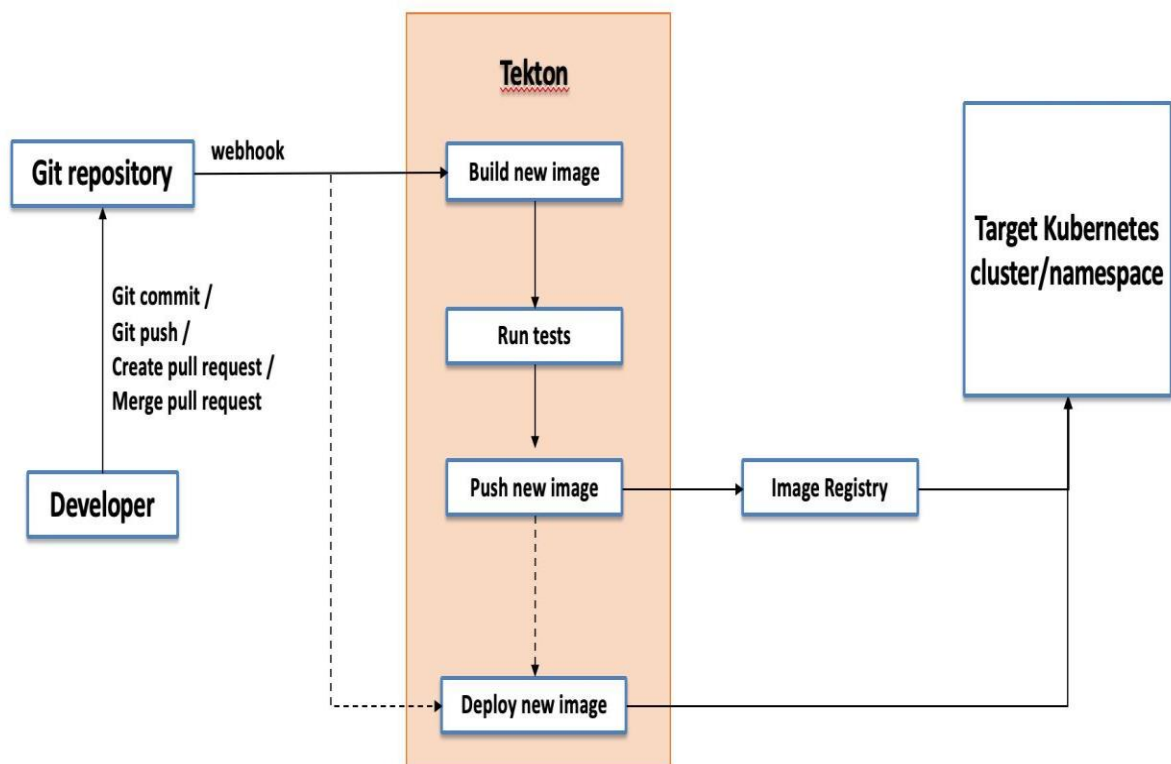 Tekton
webhook
Git repository
Build new image
Target Kubernetes
cluster/namespace
Git commit /
Git push /
Create pull request /
Merge pull request
Run tests
Developer
Push new image
Image Registry
Deploy new image